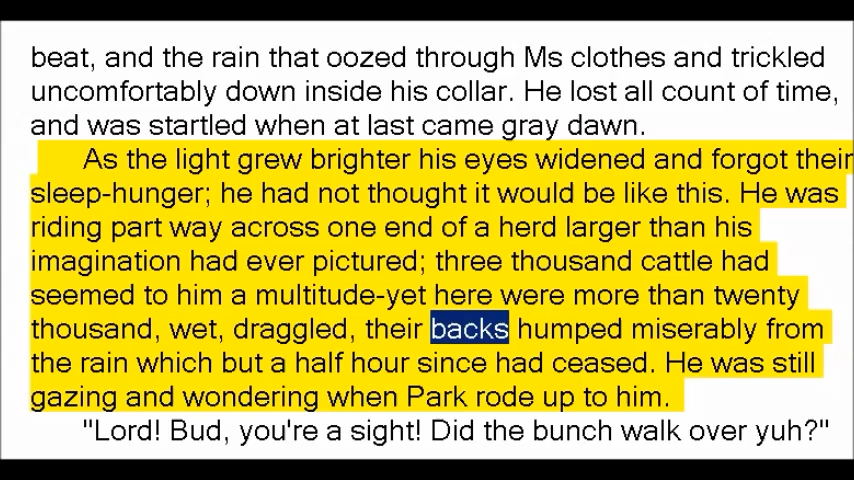 beat, and the rain that oozed through Ms clothes and trickled
uncomfortably down inside his collar. He lost all count of time,
and was startled when at last came gray dawn.
As the light grew brighter his eyes widened and forgot their
sleep-hunger; he had not thought it would be like this. He was
riding part way across one end of a herd larger than his
imagination had ever pictured; three thousand cattle had
seemed to him a multitude-yet here were more than twenty
thousand, wet, draggled, their backs humped miserably from
the rain which but a half hour since had ceased. He was still
gazing and wondering when Park rode up to him.
"Lord! Bud, you're a sight! Did the bunch walk over yuh?"